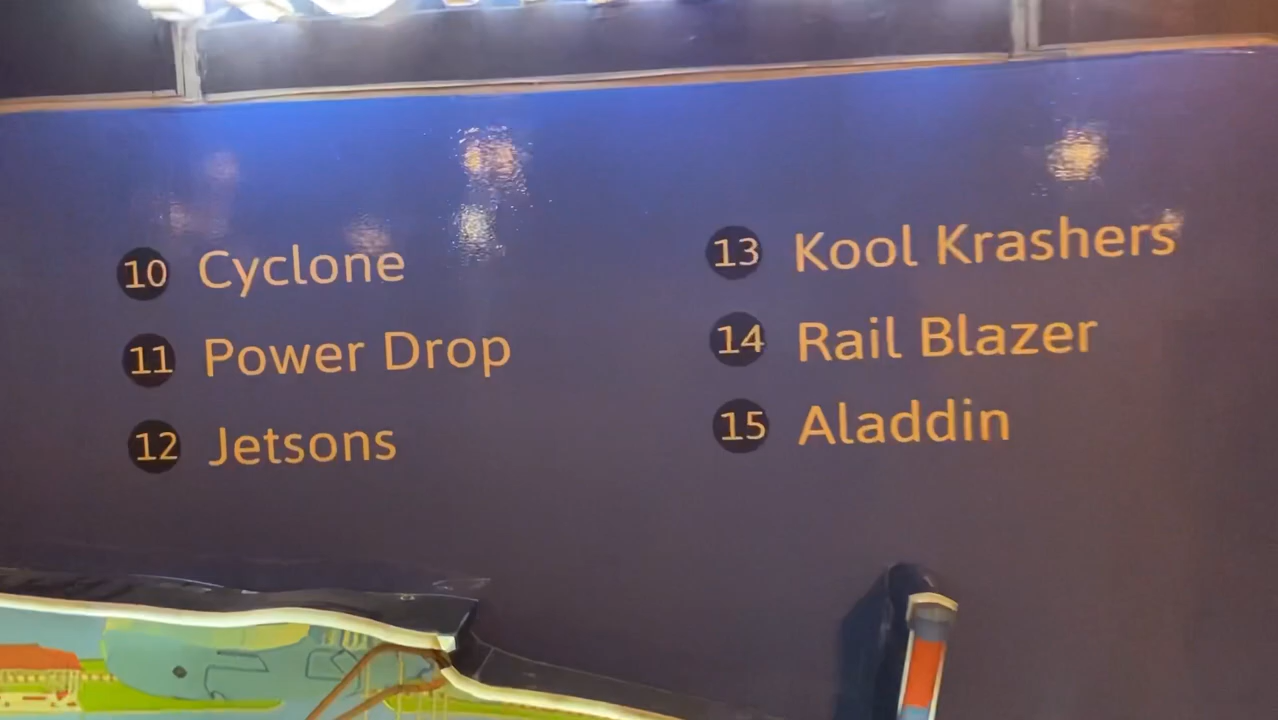 10 Cyclone
11 Power Drop
12 Jetsons
13 Kool Krashers
14 Rail Blazer
15 Aladdin